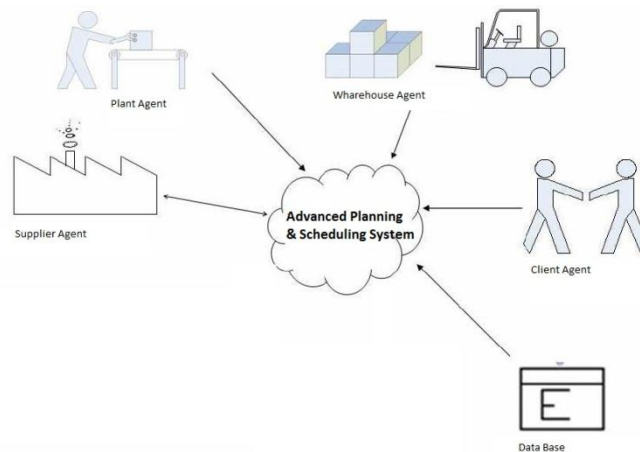 Plant Agent
Wharehouse Agent
Supplier Agent
Advanced Planning
& Scheduling System
Client Agent
E
Data Base